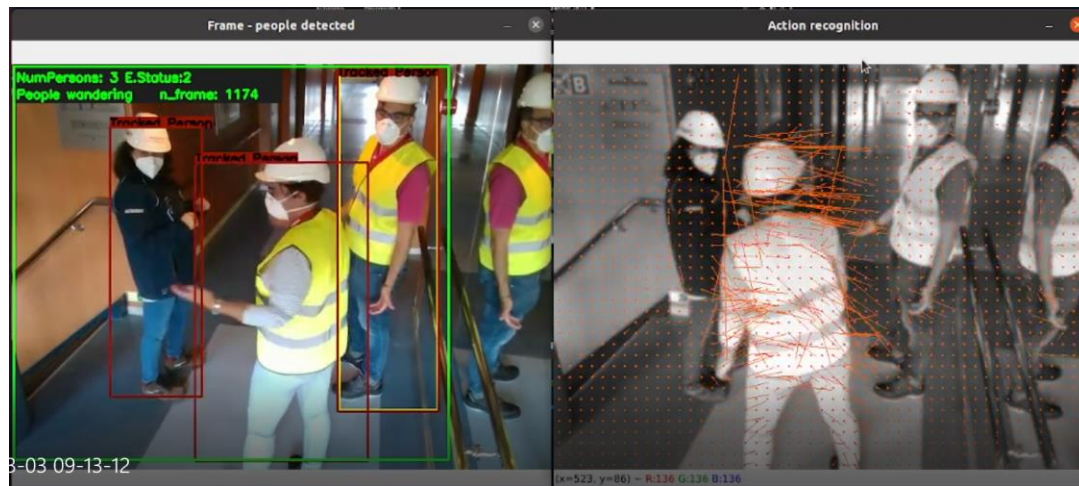 Frame - people detected
NumPersons: 3 E.Status:2
People wandering n_frame: 1174
Tracked Person
Tracked Person
Tracked Person
3-03 09-13-12
Action recognition
(x=523, y=86) ~ R:136 G:136 B:136